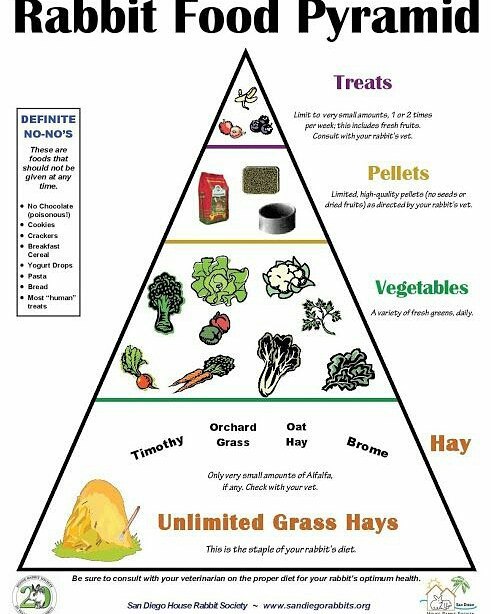 Rabbit Food Pyramid
Treats
Limit to very small amounts, 1 or 2 times
per week; this includes fresh fruits.
Consult with your rabbit's vet.
DEFINITE
NO-NO'S
These are
foods that
should not be
given at any
time.
• No Chocolate
(poisonous!)
• Cookies
• Crackers
• Breakfast
Cereal
• Yogurt Drops
• Pasta
• Bread
• Most "human"
treats
Pellets
Limited, high-quality pellets (no seeds or
dried fruits) as directed by your rabbit's vet.
Vegetables
A variety of fresh greens, daily.
Timothy
Orchard
Grass
Oat
Hay
Brome
Hay
Only very small amounts of Alfalfa,
if any. Check with your vet.
Unlimited Grass Hays
This is the staple of your rabbit's diet.
Be sure to consult with your veterinarian on the proper diet for your rabbit's optimum health.
San Diego House Rabbit Society ~ www.sandiegorabbits.org
20
San Diego